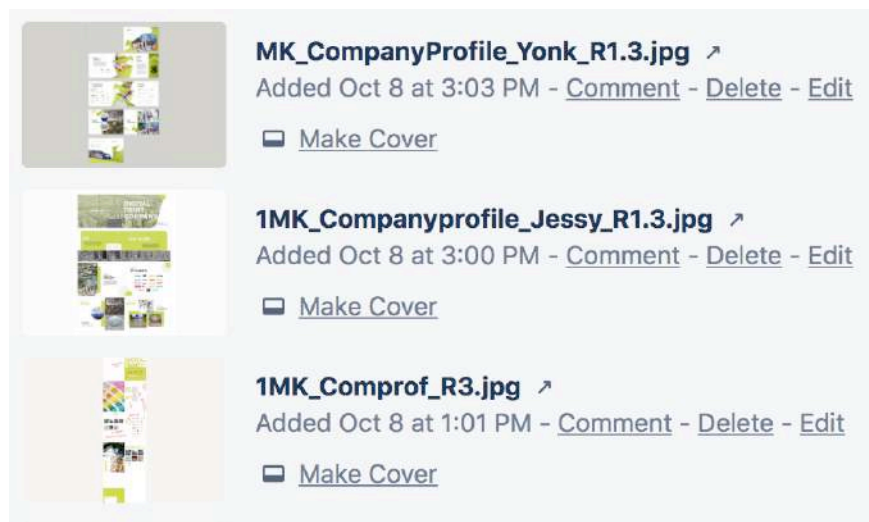 MK_CompanyProfile_Yonk_R1.3.jpg ↗
Added Oct 8 at 3:03 PM - Comment - Delete - Edit
Make Cover
1MK_Companyprofile_Jessy_R1.3.jpg ↗
Added Oct 8 at 3:00 PM - Comment - Delete - Edit
Make Cover
1MK_Comprof_R3.jpg ↗
Added Oct 8 at 1:01 PM - Comment - Delete - Edit
Make Cover